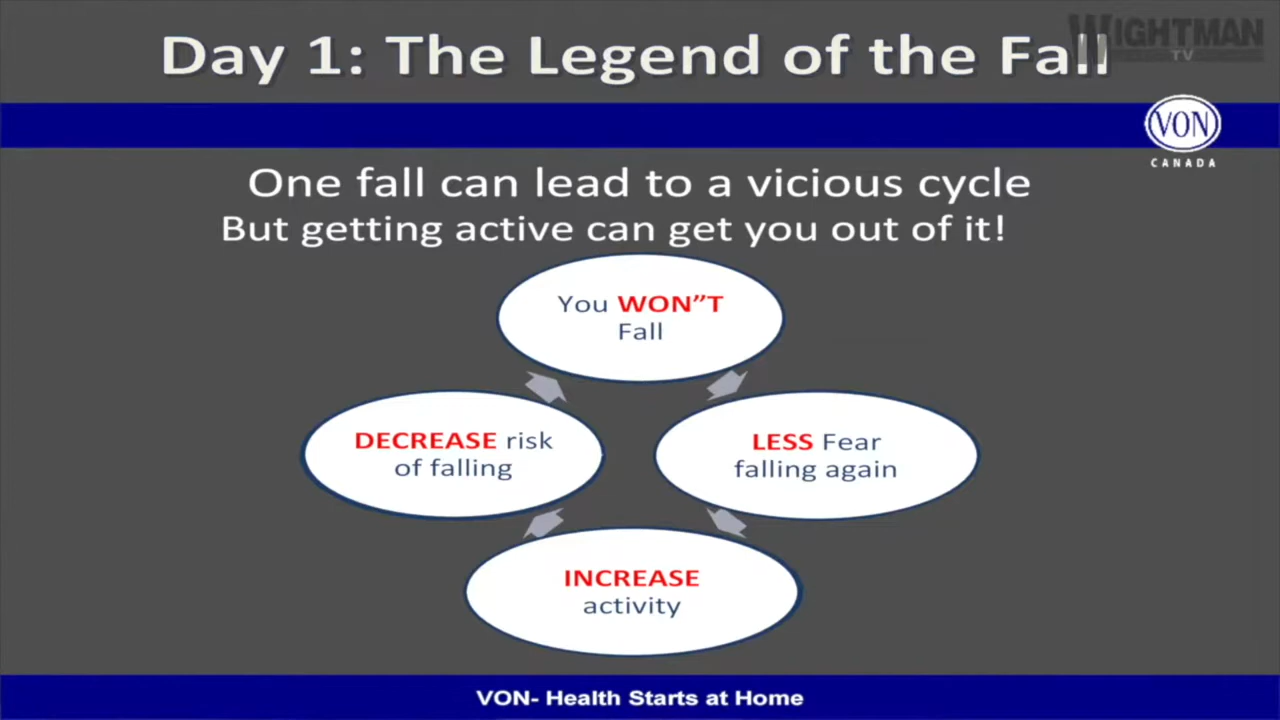 WIGHTMAN
TV
Day 1: The Legend of the Fall
VON
CANADA
One fall can lead to a vicious cycle
But getting active can get you out of it!
You WON”T
Fall
DECREASE risk
of falling
LESS Fear
falling again
INCREASE
activity
VON- Health Starts at Home